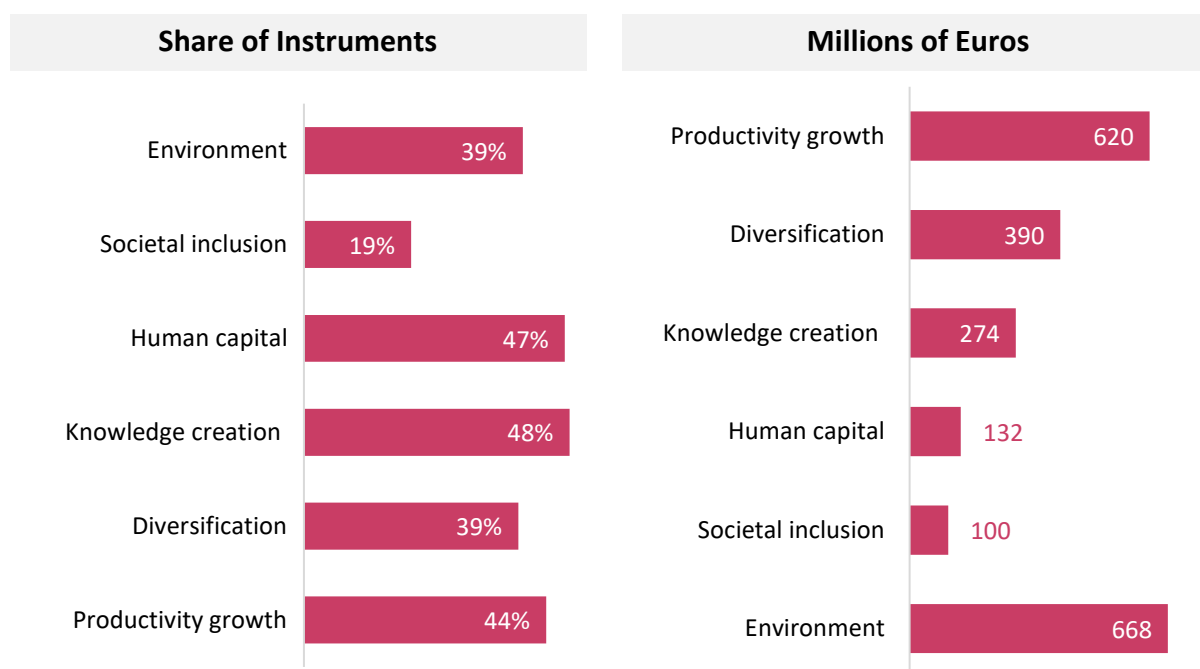 Share of Instruments
Environment
39%
Societal inclusion
19%
Human capital
47%
Knowledge creation
48%
Diversification
39%
Productivity growth
44%
Millions of Euros
Productivity growth
620
Diversification
390
Knowledge creation
274
Human capital
132
Societal inclusion
100
Environment
668